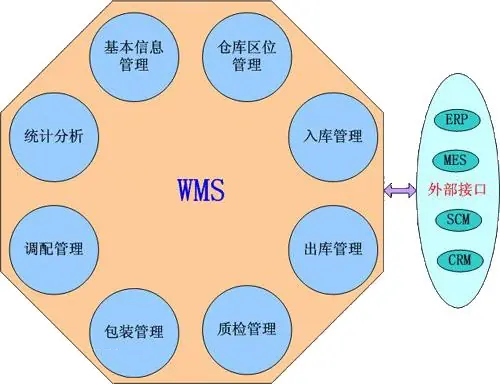 基本信息
管理
仓库区位
管理
统计分析
入库管理
WMS
调配管理
出库管理
包装管理
质检管理
ERP
MES
外部接口
SCM
CRM